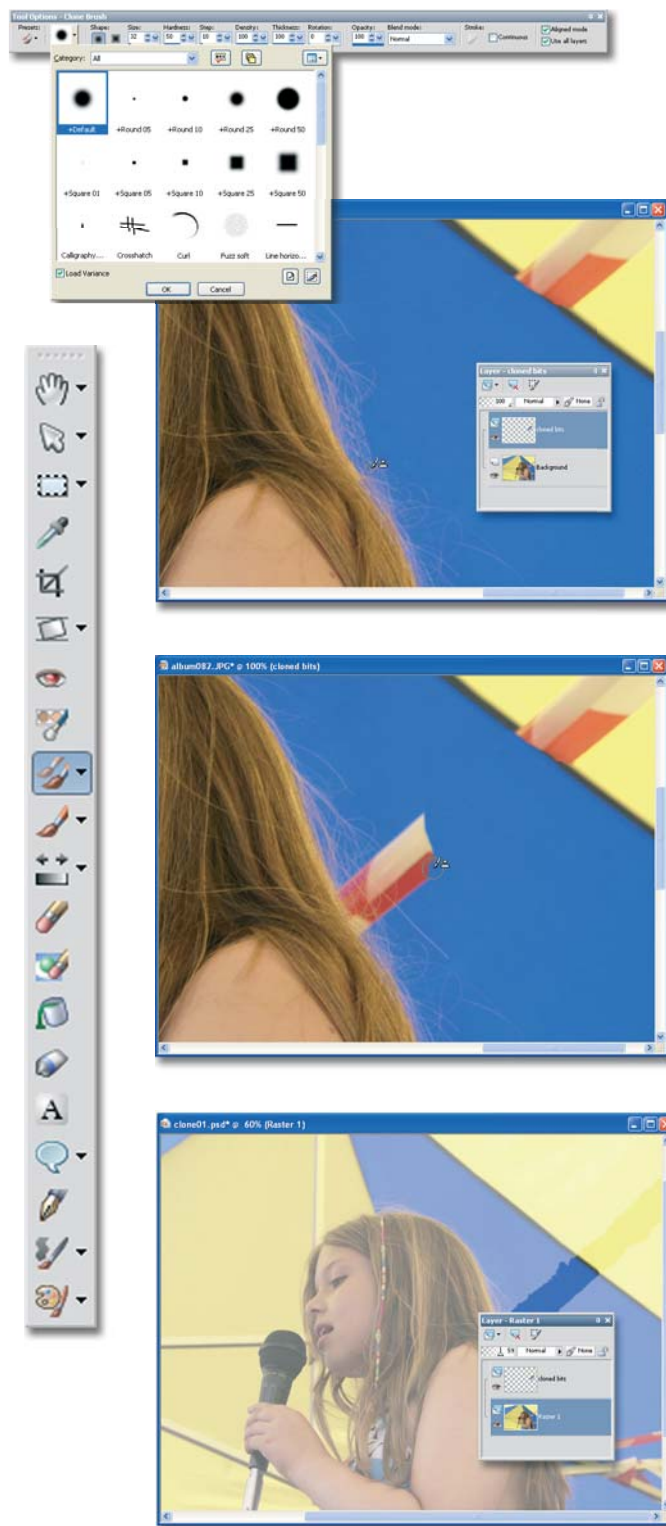 Tool Options - Clone Brush
Presets: Shape: Size: Hardness: Step: Density: Thickness: Rotation: Opacity: Blend mode: Stroke:
32 50 10 100 100 0 100 Normal Continuous
Aligned mode
Use all layers
Category: All
+Default +Round 05 +Round 10 +Round 25 +Round 50
+Square 01 +Square 05 +Square 10 +Square 25 +Square 50
Calligraphy... Crosshatch Curl Fuzz soft Line horizo...
Load Variance
OK Cancel
Layer - cloned bits
100 Normal None
cloned bits
Background
album082.JPG* @ 100% (cloned bits)
A
clone01.psd* @ 60% (Raster 1)
Layer - Raster 1
59 Normal None
cloned bits
Raster 1